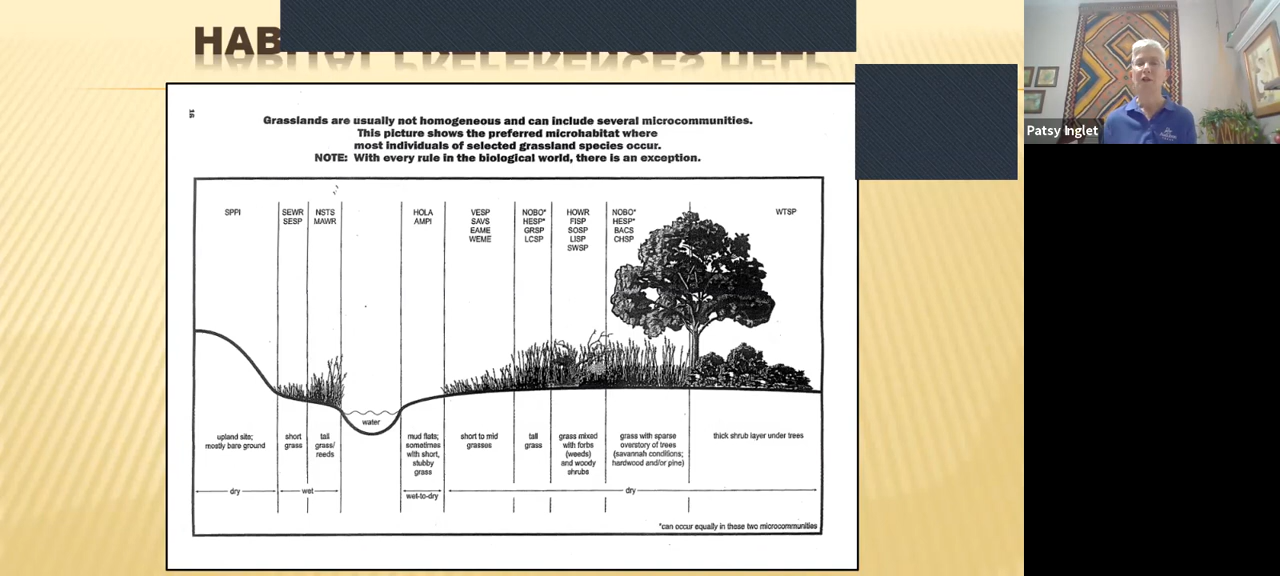 HABITAT PREFERENCES HELP
16
Grasslands are usually not homogeneous and can include several microcommunities.
This picture shows the preferred microhabitat where
most individuals of selected grassland species occur.
NOTE: With every rule in the biological world, there is an exception.
SPPI
SEWR
SESP
NSTS
MAWR
HOLA
AMPI
VESP
SAVS
EAME
WEME
NOBO*
HESP*
GRSP
LCSP
HOWR
FISP
SOSP
LISP
SWSP
NOBO*
HESP*
BACS
CHSP
WTSP
water
upland site;
mostly bare ground
short
grass
tall
grass/
reeds
mud flats;
sometimes
with short,
stubby
grass
short to mid
grasses
tall
grass
grass mixed
with forbs
(weeds)
and woody
shrubs
grass with sparse
overstory of trees
(savannah conditions;
hardwood and/or pine)
thick shrub layer under trees
dry
wet
wet-to-dry
dry
*can occur equally in these two microcommunities
Patsy Inglet